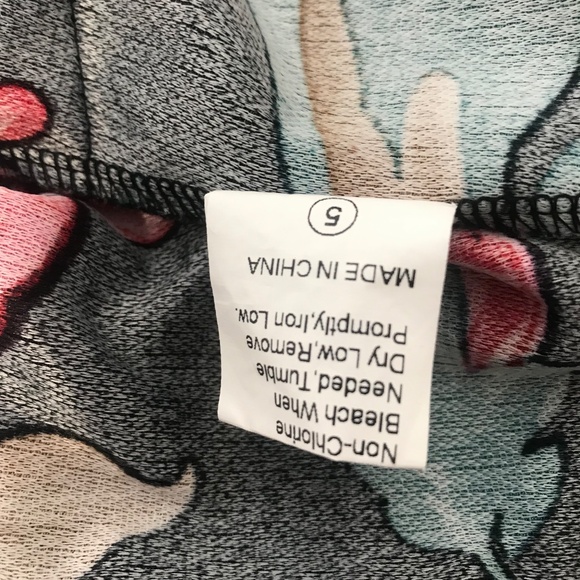 Non-Chlorine
Bleach When
Needed,Tumble
Dry Low,Remove
Promptly,Iron Low.
MADE IN CHINA
5